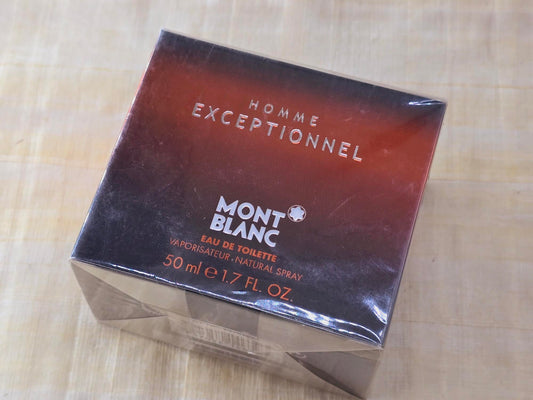 HOMME
EXCEPTIONNEL
MONT
BLANC
EAU DE TOILETTE
VAPORISATEUR . NATURAL SPRAY
50 ml e 1.7 FL. OZ.